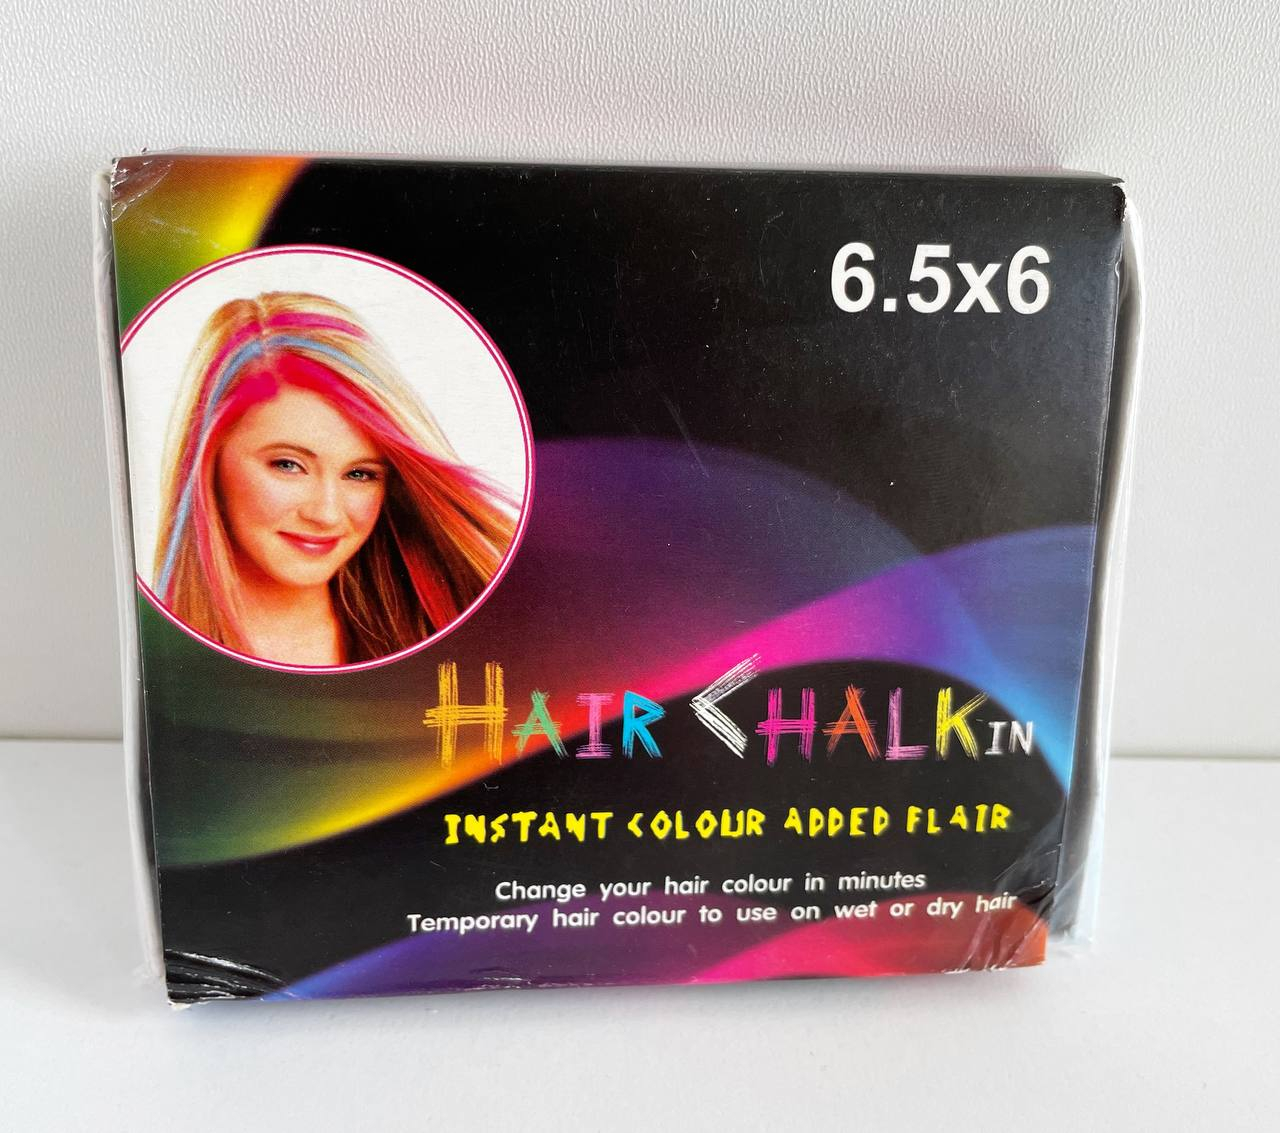 6.5x6
HAIR CHALKIN
INSTANT COLOUR ADDED FLAIR
Change your hair colour in minutes
Temporary hair colour to use on wet or dry hair